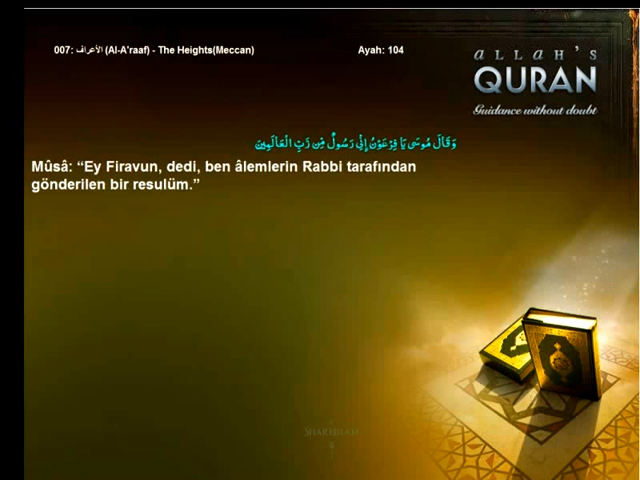 007: الأعراف (Al-A'raaf) - The Heights(Meccan) Ayah: 104
ALLAH'S
QURAN
Guidance without doubt
وَقَالَ مُوسَى يَا فِرْعَوْنُ إِنِّي رَسُولٌ مِّن رَّبِّ الْعَالَمِينَ
Mûsâ: “Ey Firavun, dedi, ben âlemlerin Rabbi tarafından
gönderilen bir resulüm.”